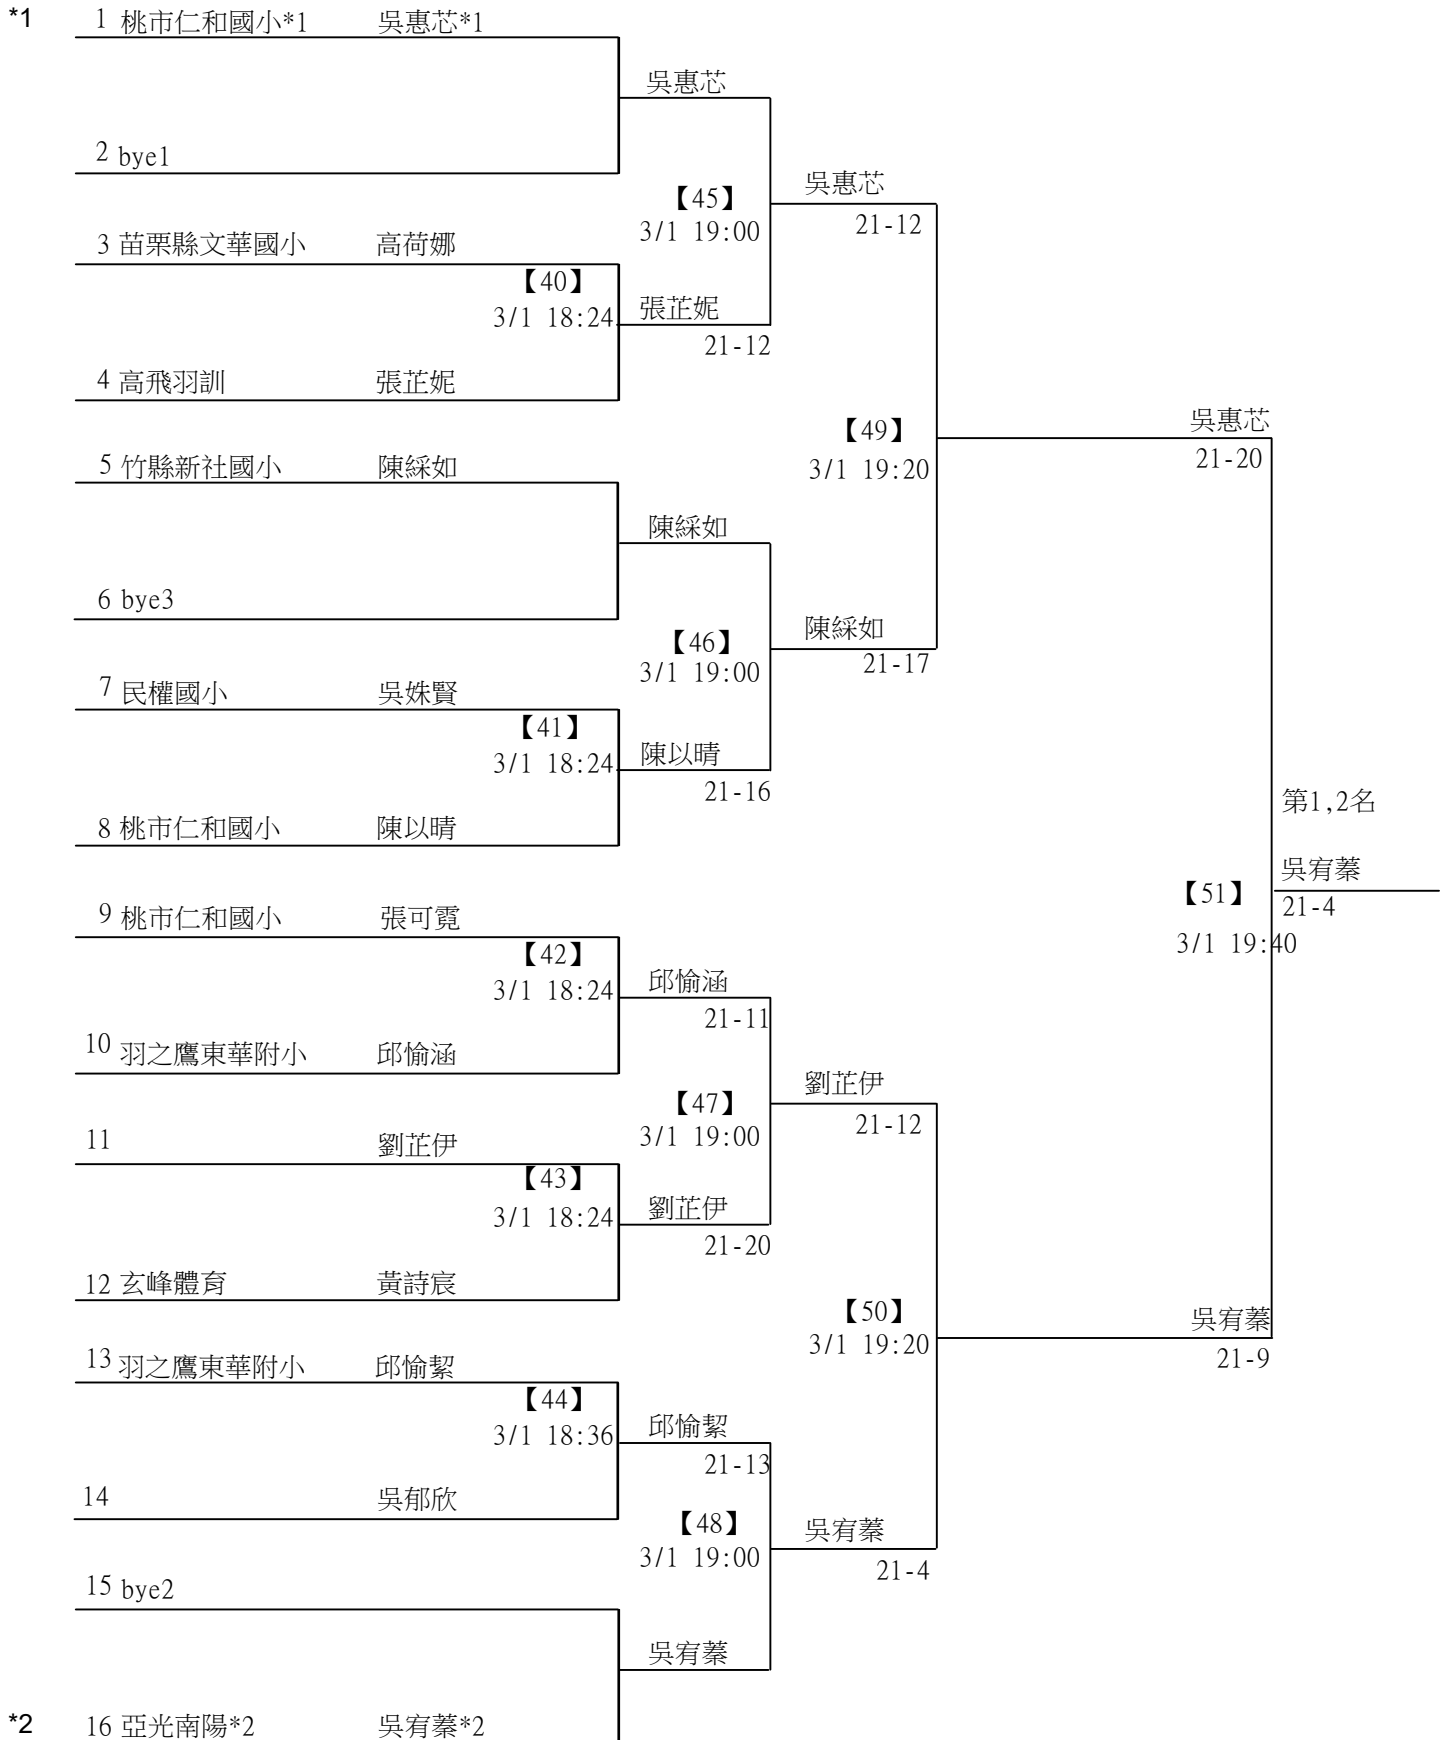 *1 1 桃市仁和國小*1 吳惠芯*1
吳惠芯
2 bye1
【45】 吳惠芯
3/1 19:00 21-12
3 苗栗縣文華國小 高荷娜
【40】
3/1 18:24 張芷妮
21-12
4 高飛羽訓 張芷妮
【49】 吳惠芯
3/1 19:20 21-20
5 竹縣新社國小 陳綵如
陳綵如
6 bye3
【46】 陳綵如
3/1 19:00 21-17
7 民權國小 吳姝賢
【41】
3/1 18:24 陳以晴
21-16
第1,2名
8 桃市仁和國小 陳以晴
吳宥蓁
【51】 21-4
3/1 19:40
9 桃市仁和國小 張可霓
【42】
3/1 18:24 邱愉涵
21-11
10 羽之鷹東華附小 邱愉涵
【47】 劉芷伊
3/1 19:00 21-12
11 劉芷伊
【43】
3/1 18:24 劉芷伊
21-20
12 玄峰體育 黃詩宸
【50】 吳宥蓁
3/1 19:20 21-9
13 羽之鷹東華附小 邱愉絜
【44】
3/1 18:36 邱愉絜
21-13
14 吳郁欣
【48】 吳宥蓁
3/1 19:00 21-4
15 bye2
吳宥蓁
*2 16 亞光南陽*2 吳宥蓁*2